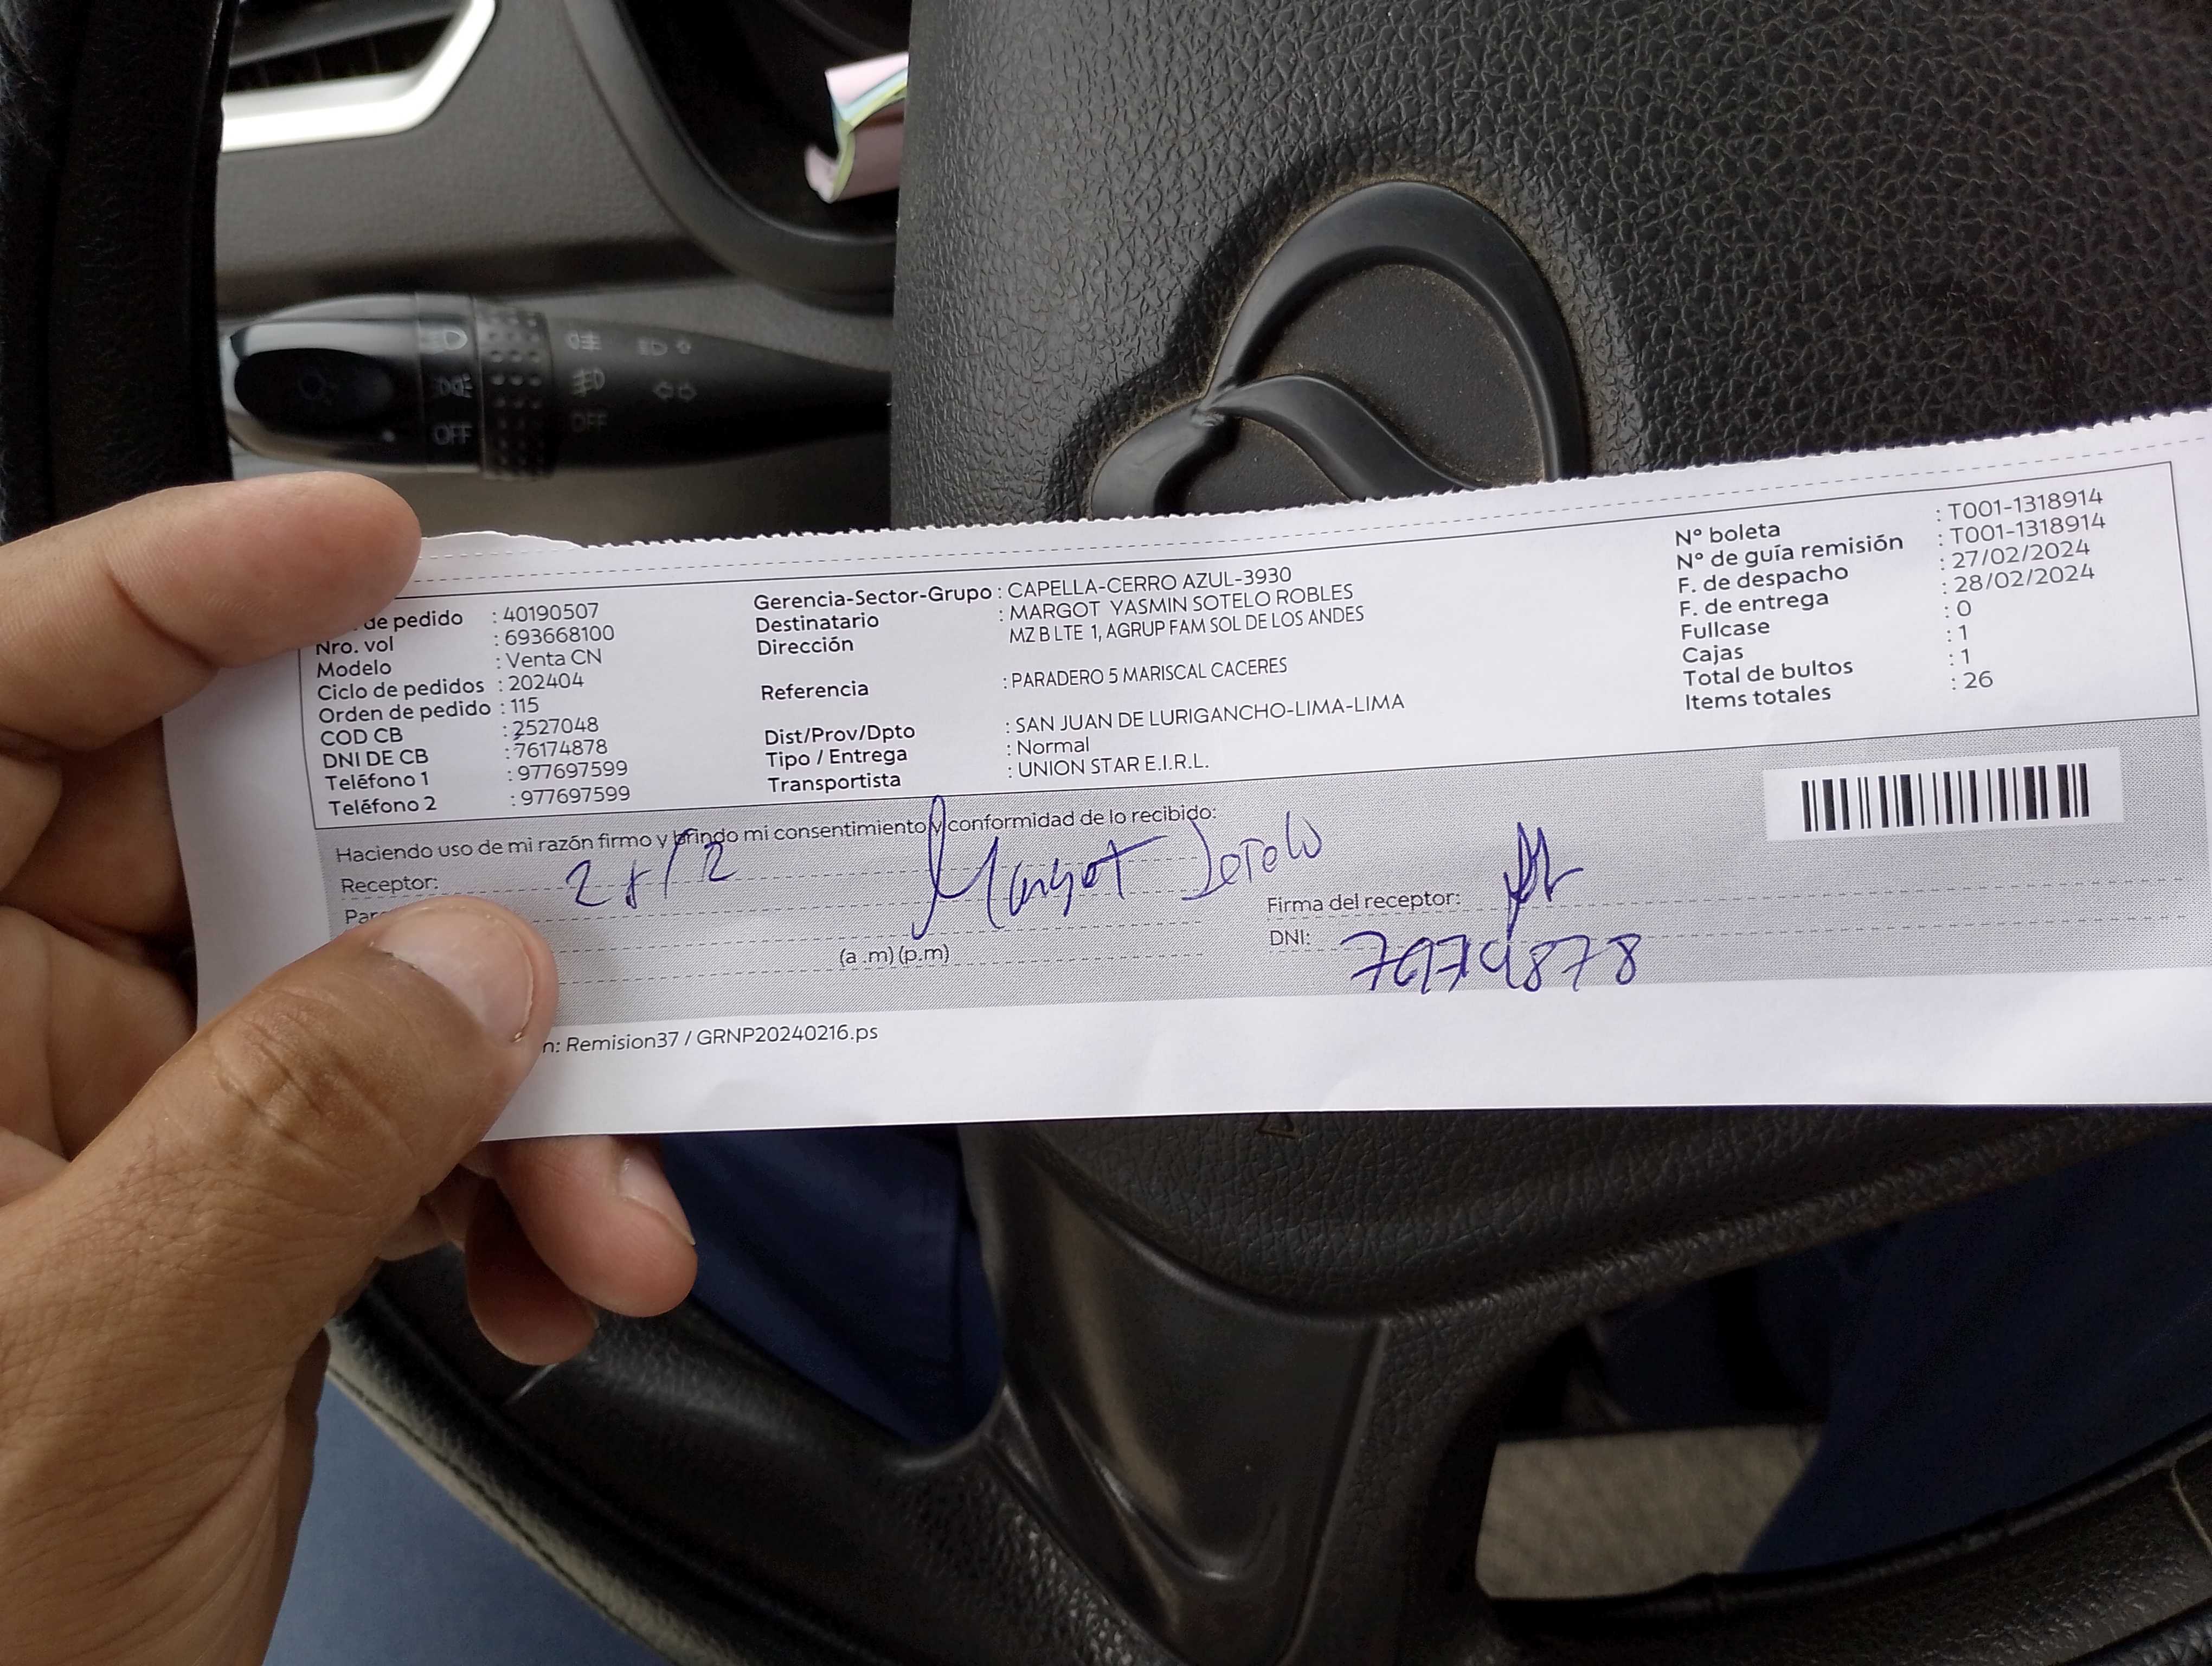 OFF
OFF
de pedido : 40190507
Nro. vol : 693668100
Modelo : Venta CN
Ciclo de pedidos : 202404
Orden de pedido : 115
COD CB : 2527048
DNI DE CB : 76174878
Teléfono 1 : 977697599
Teléfono 2 : 977697599
Gerencia-Sector-Grupo : CAPELLA-CERRO AZUL-3930
Destinatario : MARGOT YASMIN SOTELO ROBLES
Dirección MZ B LTE 1, AGRUP FAM SOL DE LOS ANDES
Referencia : PARADERO 5 MARISCAL CACERES
Dist/Prov/Dpto : SAN JUAN DE LURIGANCHO-LIMA-LIMA
Tipo / Entrega : Normal
Transportista : UNION STAR E.I.R.L.
N° boleta : T001-1318914
N° de guía remisión : T001-1318914
F. de despacho : 27/02/2024
F. de entrega : 28/02/2024
Fullcase : 0
Cajas : 1
Total de bultos : 1
Items totales : 26
Haciendo uso de mi razón firmo y brindo mi consentimiento y conformidad de lo recibido:
Receptor: 28/2 Margot Sotelo
Par
(a .m) (p.m)
Firma del receptor:
DNI: 76174878
n: Remision37 / GRNP20240216.ps